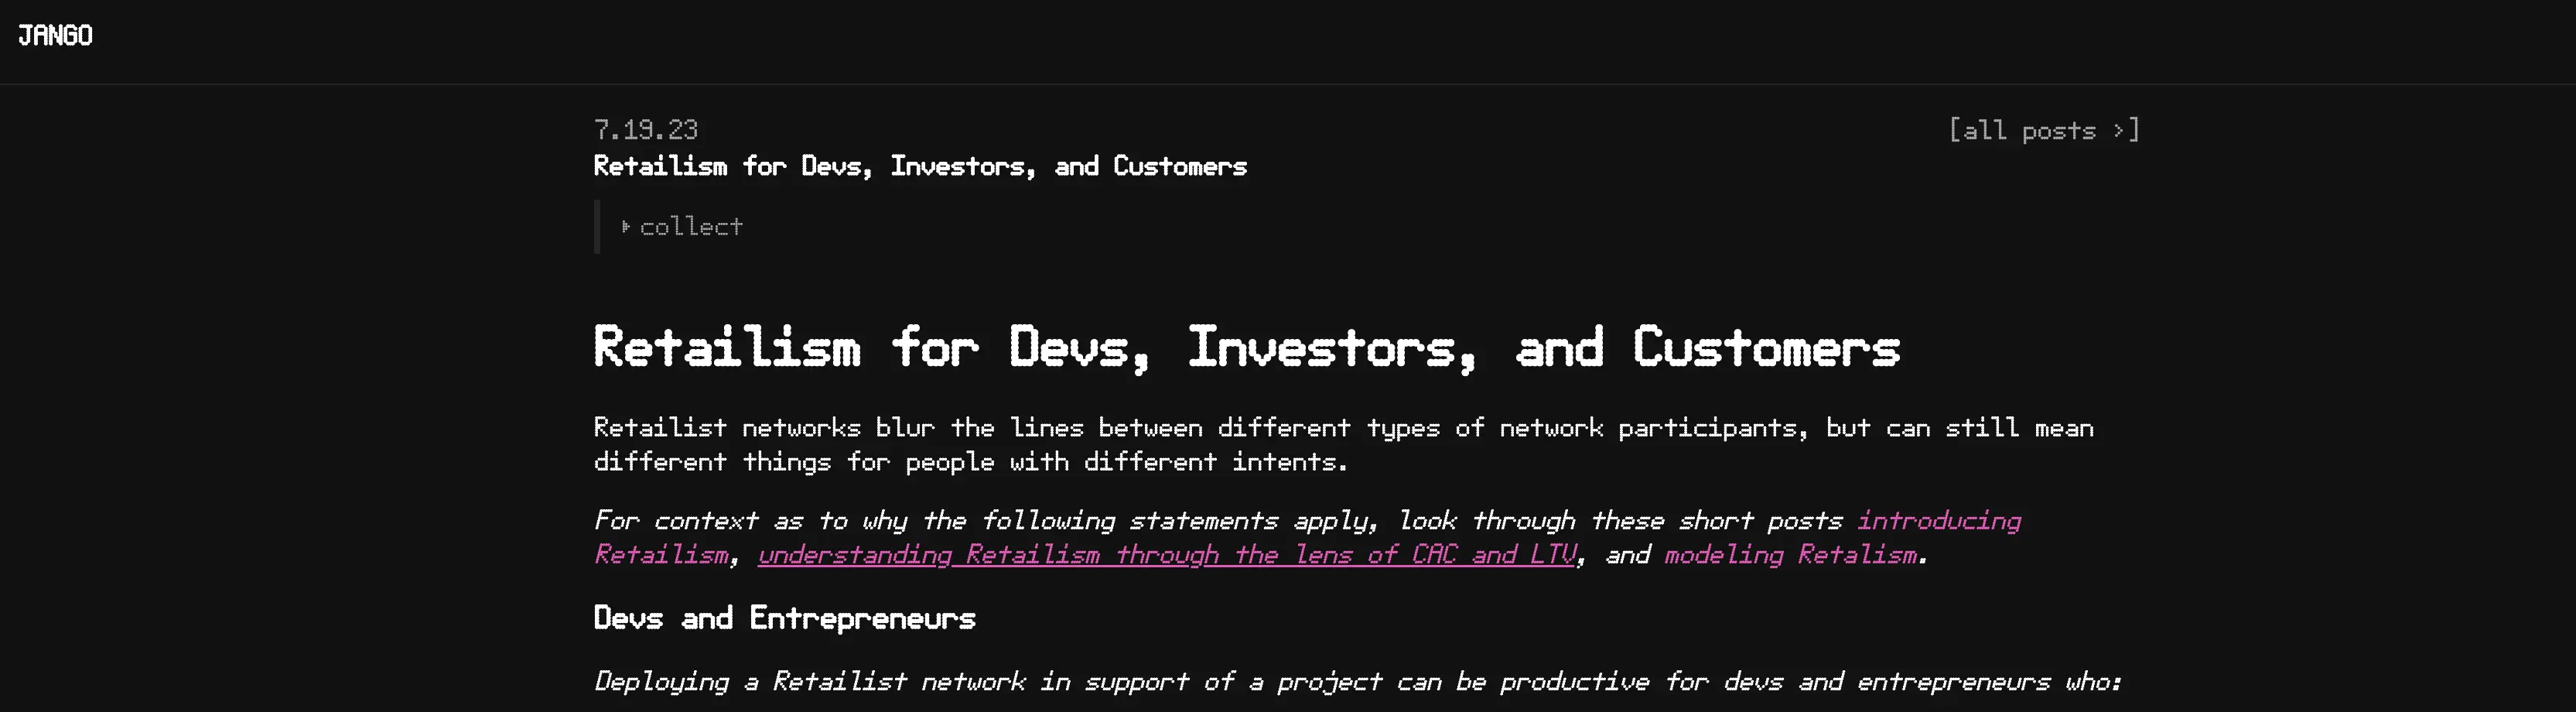 JANGO
7.19.23
[all posts >]
Retailism for Devs, Investors, and Customers
▸ collect
Retailism for Devs, Investors, and Customers
Retailist networks blur the lines between different types of network participants, but can still mean
different things for people with different intents.
For context as to why the following statements apply, look through these short posts introducing
Retailism, understanding Retailism through the lens of CAC and LTV, and modeling Retalism.
Devs and Entrepreneurs
Deploying a Retailist network in support of a project can be productive for devs and entrepreneurs who: